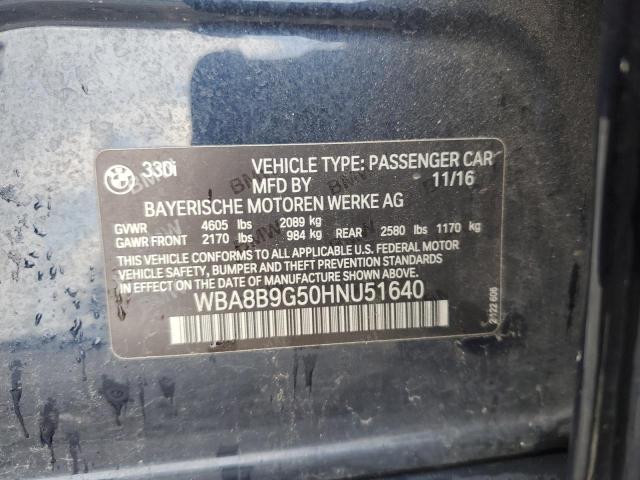 BMW 330i VEHICLE TYPE: PASSENGER CAR
MFD BY 11/16
BAYERISCHE MOTOREN WERKE AG
GVWR 4605 lbs 2089 kg
GAWR FRONT 2170 lbs 984 kg REAR 2580 lbs 1170 kg
THIS VEHICLE CONFORMS TO ALL APPLICABLE U.S. FEDERAL MOTOR
VEHICLE SAFETY, BUMPER AND THEFT PREVENTION STANDARDS
IN EFFECT ON THE DATE OF MANUFACTURE SHOWN ABOVE.
WBA8B9G50HNU51640